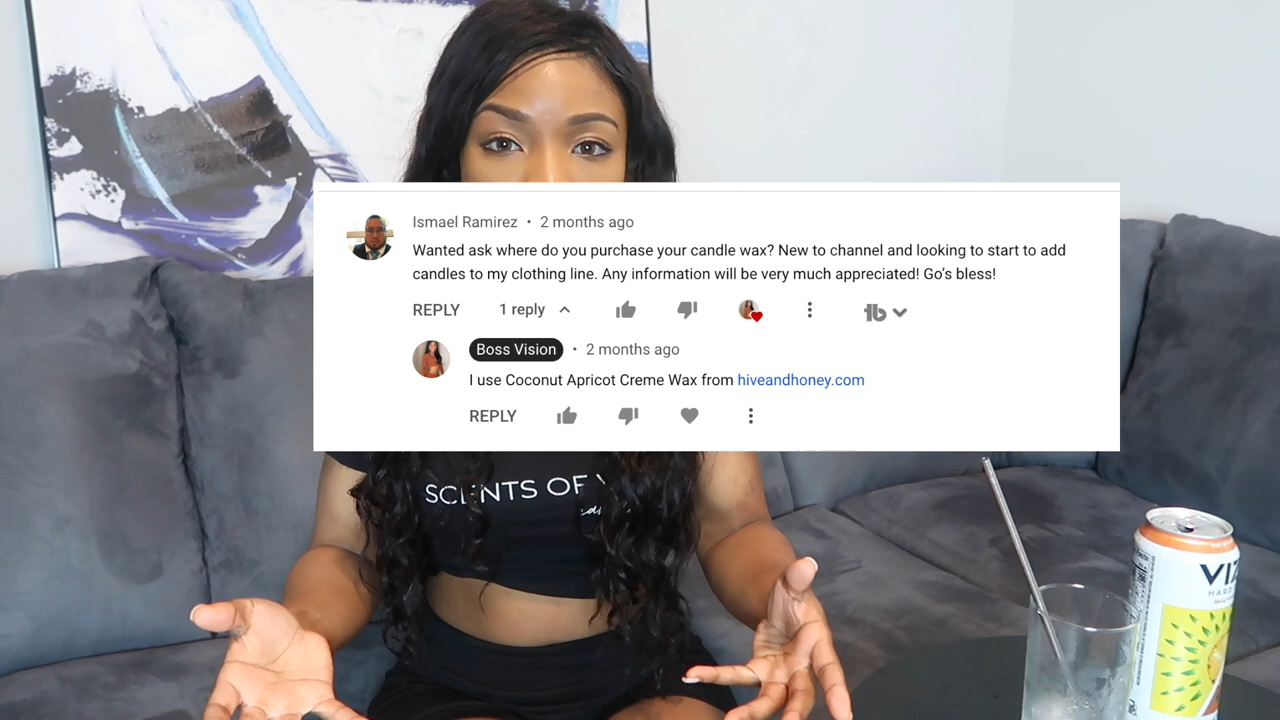 Ismael Ramirez • 2 months ago
Wanted ask where do you purchase your candle wax? New to channel and looking to start to add
candles to my clothing line. Any information will be very much appreciated! Go’s bless!
REPLY 1 reply
Boss Vision • 2 months ago
I use Coconut Apricot Creme Wax from hiveandhoney.com
REPLY
SCENTS OF
VIZ
HARD